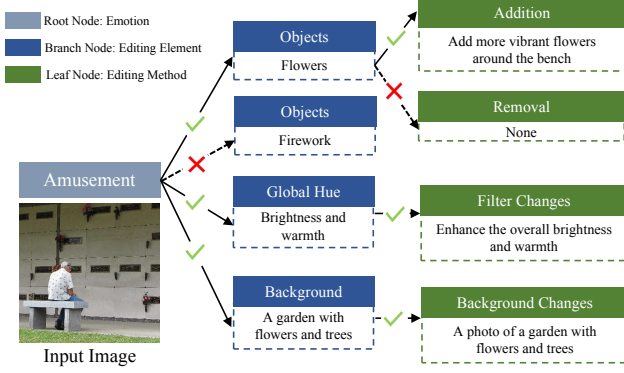 Root Node: Emotion
Branch Node: Editing Element
Leaf Node: Editing Method
Amusement
Input Image
Objects
Flowers
Objects
Firework
Global Hue
Brightness and
warmth
Background
A garden with
flowers and trees
Addition
Add more vibrant flowers
around the bench
Removal
None
Filter Changes
Enhance the overall brightness
and warmth
Background Changes
A photo of a garden with
flowers and trees